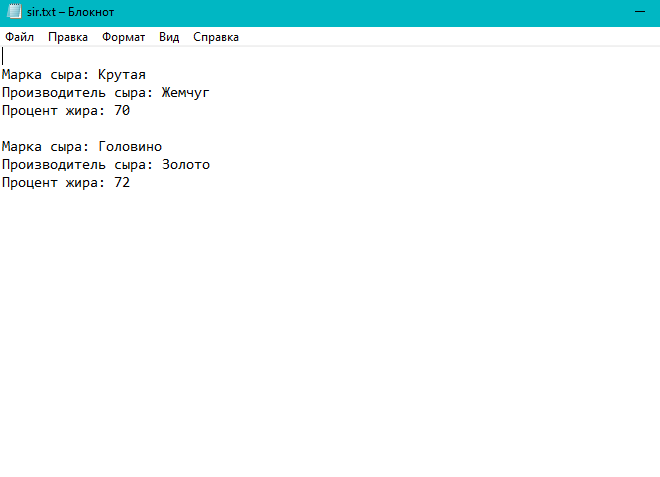 sir.txt – Блокнот
Файл Правка Формат Вид Справка
Марка сыра: Крутая
Производитель сыра: Жемчуг
Процент жира: 70
Марка сыра: Головино
Производитель сыра: Золото
Процент жира: 72